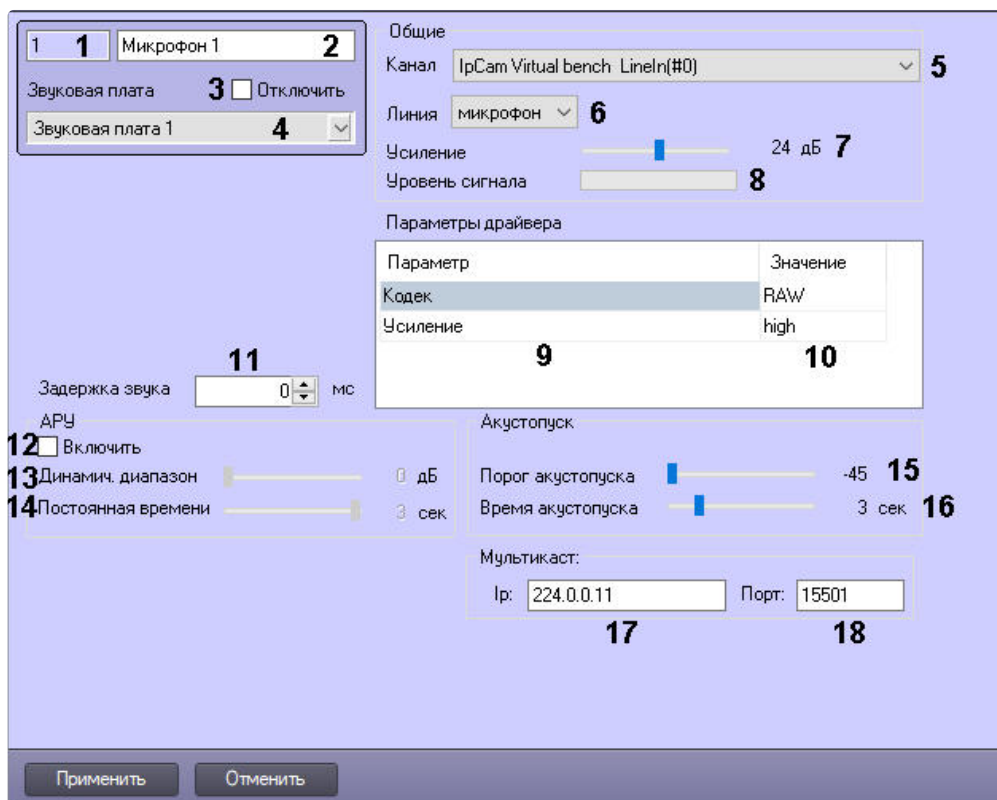 1 1 Микрофон 1 2
Звуковая плата 3 Отключить
Звуковая плата 1 4
Общие
Канал IpCam Virtual bench LineIn(#0) 5
Линия микрофон 6
Усиление 24 дБ 7
Уровень сигнала 8
Параметры драйвера
Параметр Значение
Кодек RAW
Усиление high
9 10
11
Задержка звука 0 мс
АРУ
12 Включить
13 Динамич. диапазон 0 дБ
14 Постоянная времени 3 сек
Акустопуск
Порог акустопуска -45 15
Время акустопуска 3 сек 16
Мультикаст:
Ip: 224.0.0.11 Порт: 15501
17 18
Применить Отменить